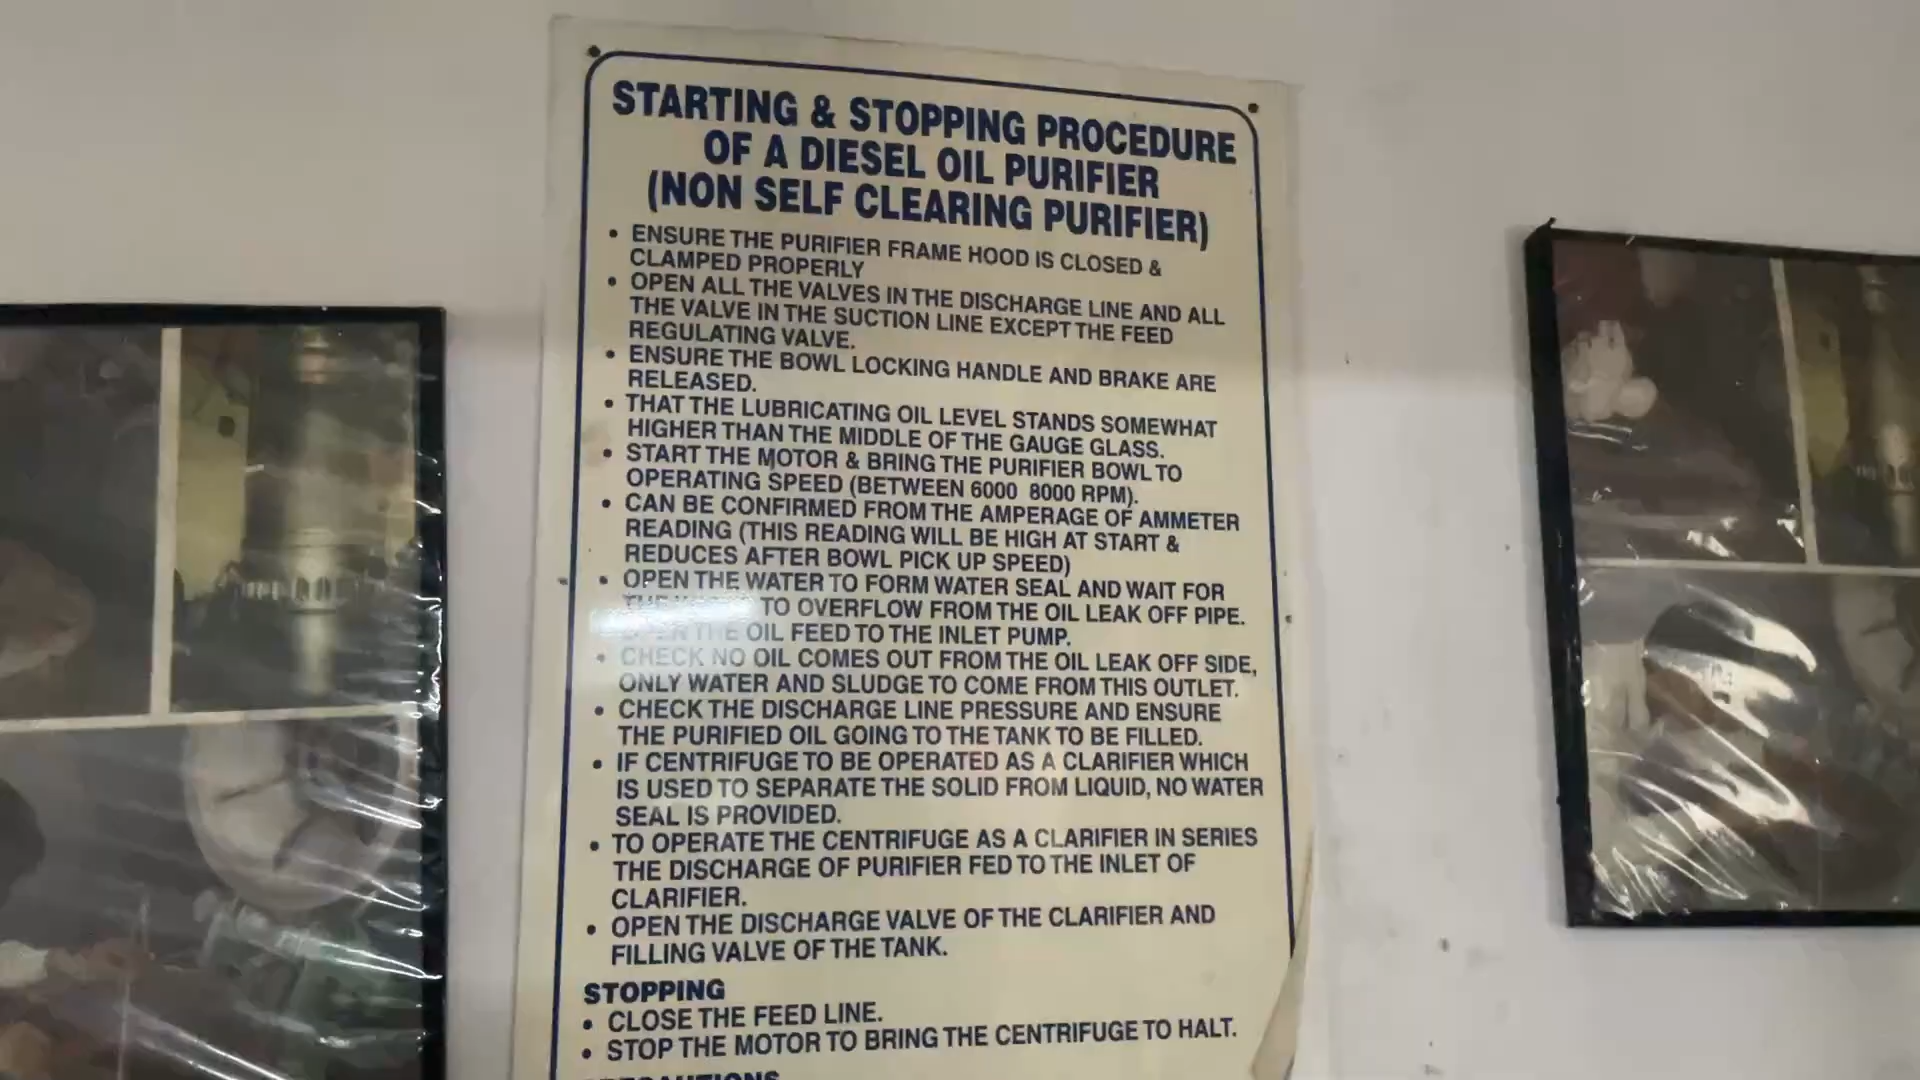 STARTING & STOPPING PROCEDURE
OF A DIESEL OIL PURIFIER
(NON SELF CLEARING PURIFIER)
• ENSURE THE PURIFIER FRAME HOOD IS CLOSED &
CLAMPED PROPERLY
• OPEN ALL THE VALVES IN THE DISCHARGE LINE AND ALL
THE VALVE IN THE SUCTION LINE EXCEPT THE FEED
REGULATING VALVE.
• ENSURE THE BOWL LOCKING HANDLE AND BRAKE ARE
RELEASED.
• THAT THE LUBRICATING OIL LEVEL STANDS SOMEWHAT
HIGHER THAN THE MIDDLE OF THE GAUGE GLASS.
• START THE MOTOR & BRING THE PURIFIER BOWL TO
OPERATING SPEED (BETWEEN 6000 8000 RPM).
• CAN BE CONFIRMED FROM THE AMPERAGE OF AMMETER
READING (THIS READING WILL BE HIGH AT START &
REDUCES AFTER BOWL PICK UP SPEED)
• OPEN THE WATER TO FORM WATER SEAL AND WAIT FOR
TO OVERFLOW FROM THE OIL LEAK OFF PIPE.
OPEN THE OIL FEED TO THE INLET PUMP.
• CHECK NO OIL COMES OUT FROM THE OIL LEAK OFF SIDE,
ONLY WATER AND SLUDGE TO COME FROM THIS OUTLET.
• CHECK THE DISCHARGE LINE PRESSURE AND ENSURE
THE PURIFIED OIL GOING TO THE TANK TO BE FILLED.
• IF CENTRIFUGE TO BE OPERATED AS A CLARIFIER WHICH
IS USED TO SEPARATE THE SOLID FROM LIQUID, NO WATER
SEAL IS PROVIDED.
• TO OPERATE THE CENTRIFUGE AS A CLARIFIER IN SERIES
THE DISCHARGE OF PURIFIER FED TO THE INLET OF
CLARIFIER.
• OPEN THE DISCHARGE VALVE OF THE CLARIFIER AND
FILLING VALVE OF THE TANK.
STOPPING
• CLOSE THE FEED LINE.
• STOP THE MOTOR TO BRING THE CENTRIFUGE TO HALT.